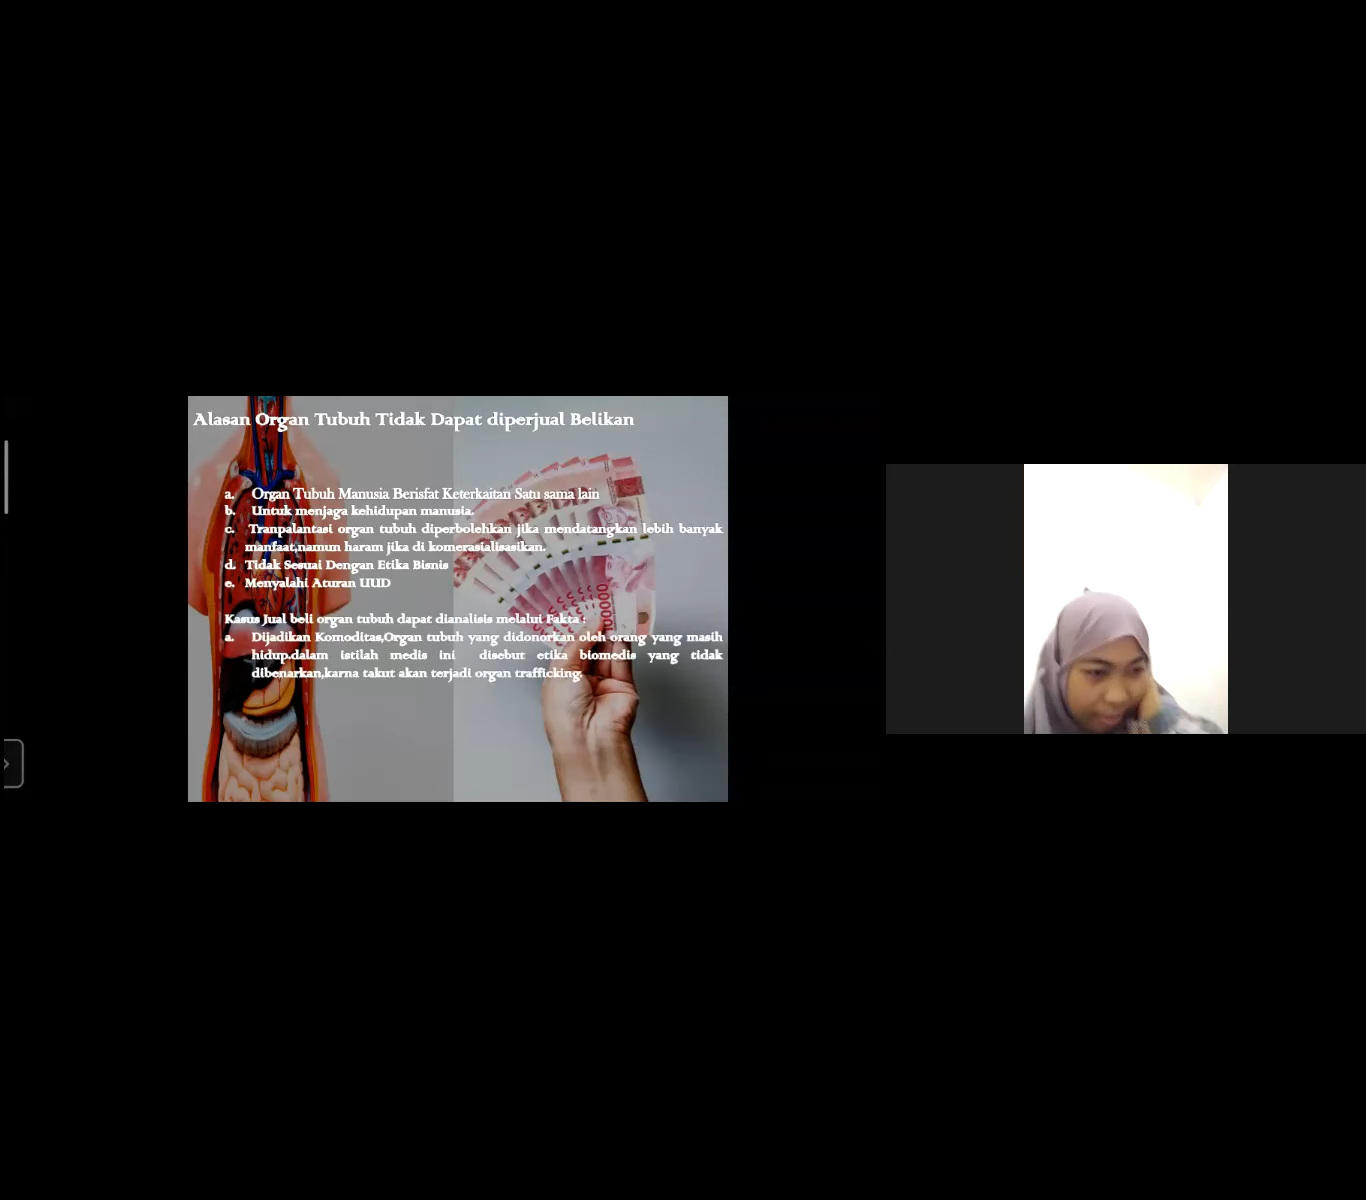 Alasan Organ Tubuh Tidak Dapat diperjual Belikan
a. Organ Tubuh Manusia Berisfat Keterkaitan Satu sama lain
b. Untuk menjaga kehidupan manusia.
c. Tranpalantasi organ tubuh diperbolehkan jika mendatangkan lebih banyak
manfaat,namun haram jika di komerasialisasikan.
d. Tidak Sesuai Dengan Etika Bisnis
e. Menyalahi Aturan UUD
Kasus Jual beli organ tubuh dapat dianalisis melalui Fakta :
a. Dijadikan Komoditas,Organ tubuh yang didonorkan oleh orang yang masih
hidup.dalam istilah medis ini disebut etika biomedis yang tidak
dibenarkan,karna takut akan terjadi organ trafficking.
100000